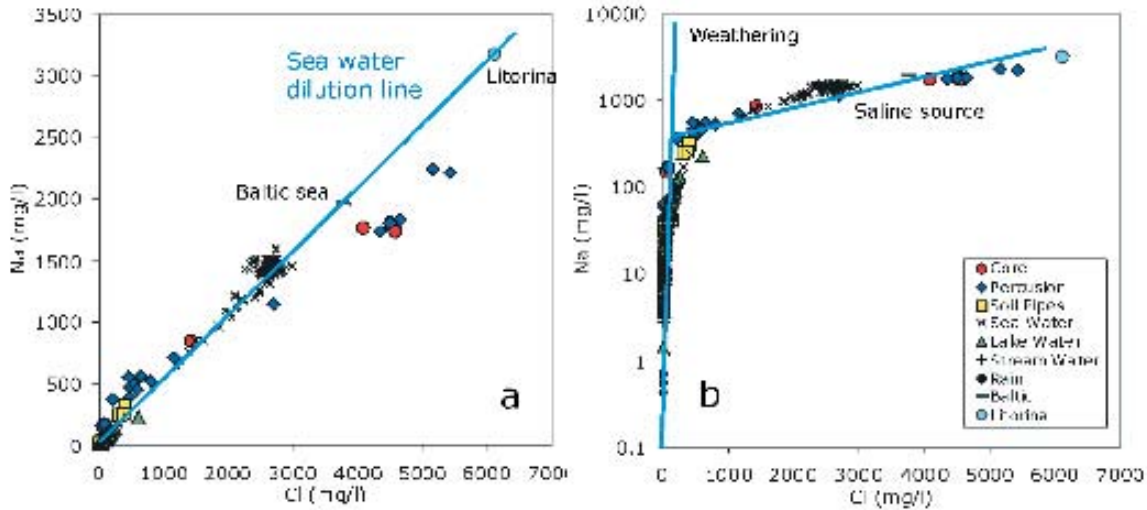 3500
3000
2500
2000
1500
1000
500
0
Na (mg/l)
Sea water
dilution line
Litorina
Baltic sea
a
0 1000 2000 3000 4000 5000 6000 7000
Cl (mg/l)
10000
1000
100
10
1
0.1
Na (mg/l)
Weathering
Saline source
b
Core
Percusion
Soil Pipes
Sea Water
Lake Water
Stream Water
Rain
Baltic
Litorina
0 1000 2000 3000 4000 5000 6000 7000
Cl (mg/l)